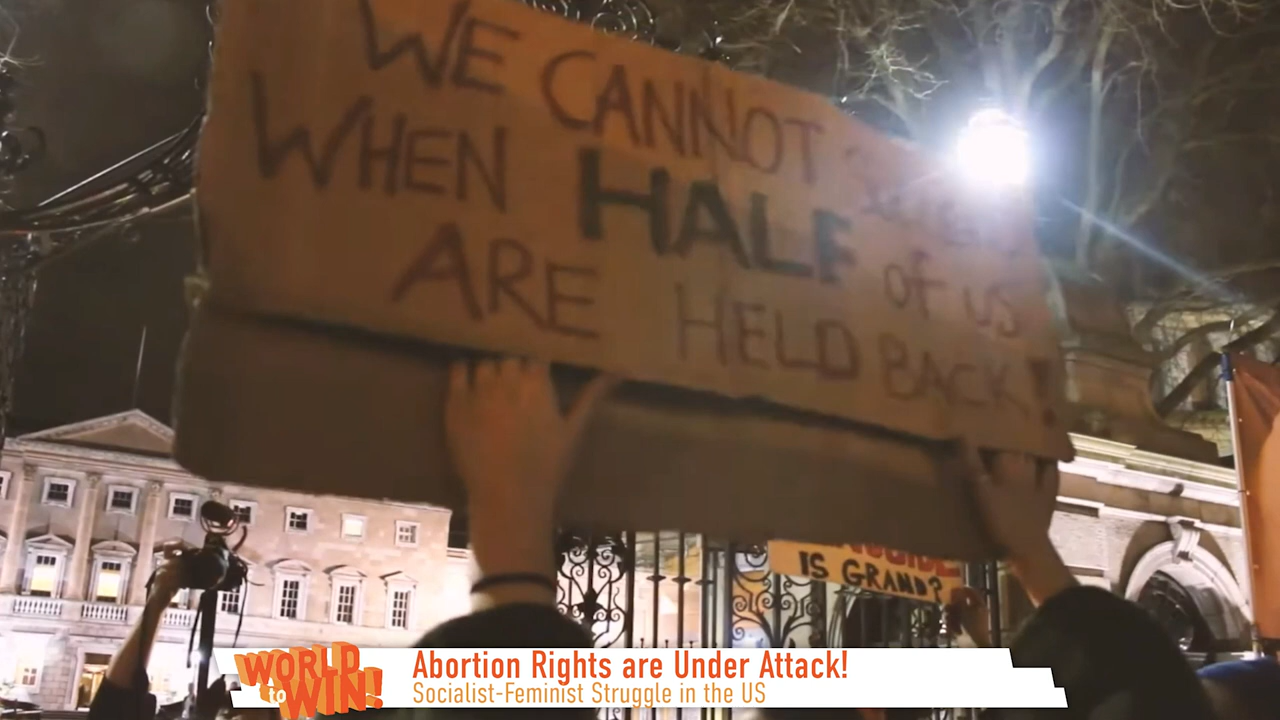 WE CANNOT
WHEN HALF OF US
ARE HELD BACK!
IS GRAND?
WORLD
to
WIN!
Abortion Rights are Under Attack!
Socialist-Feminist Struggle in the US